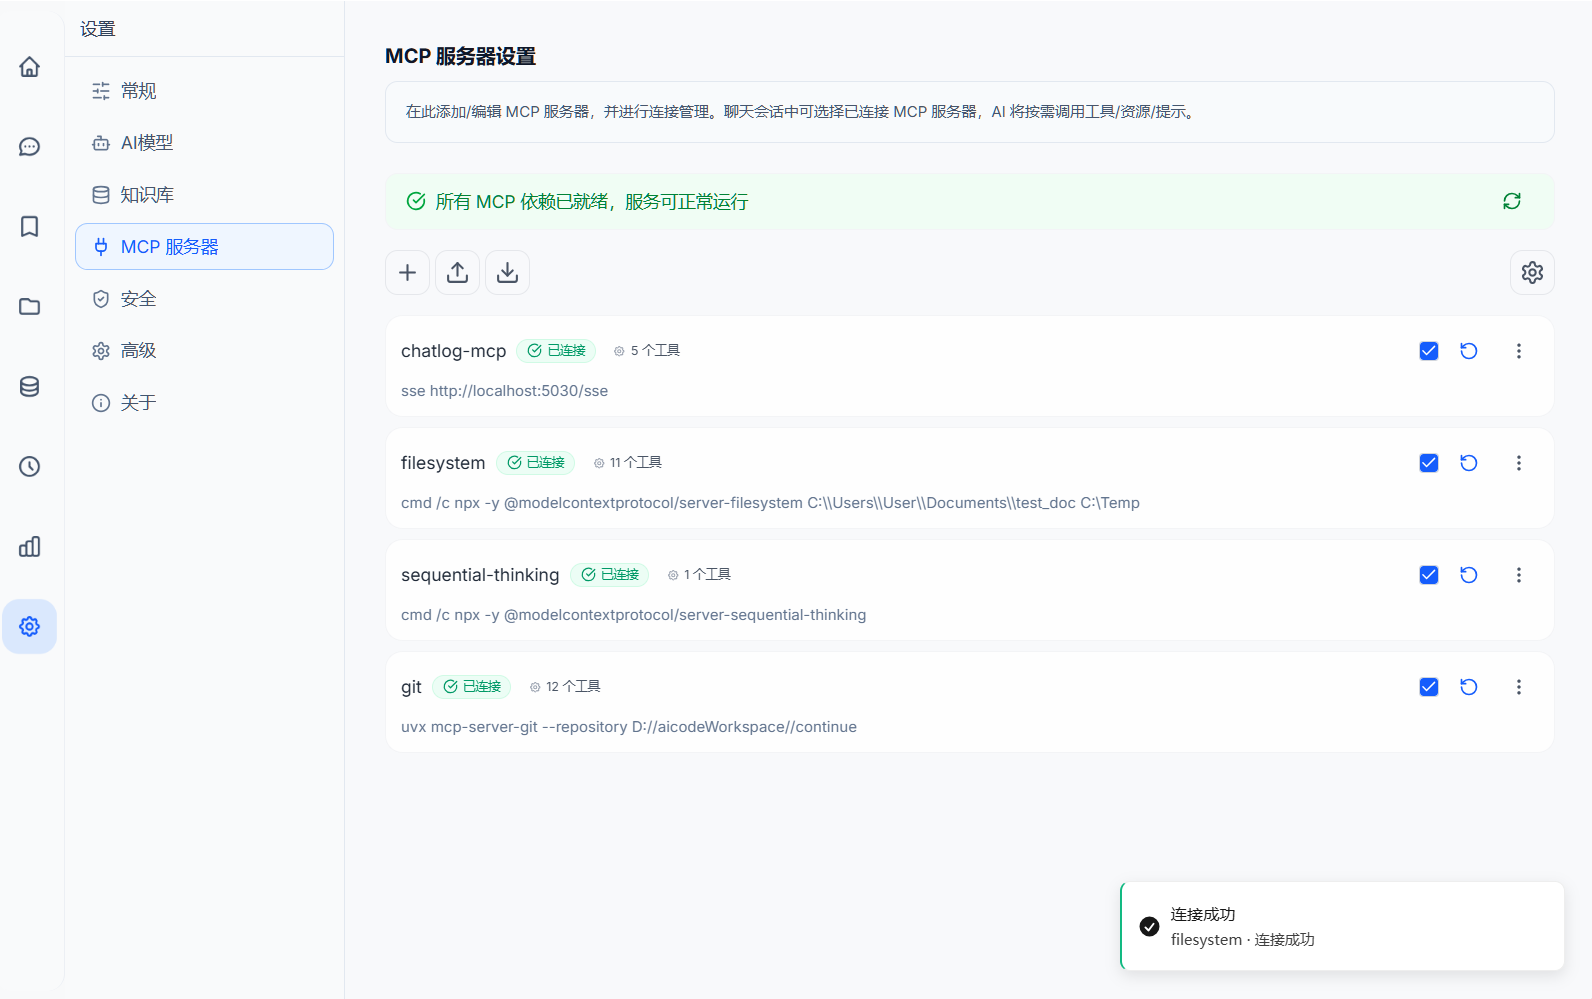 设置
常规
AI模型
知识库
MCP 服务器
安全
高级
关于
MCP 服务器设置
在此添加/编辑 MCP 服务器，并进行连接管理。聊天会话中可选择已连接 MCP 服务器，AI 将按需调用工具/资源/提示。
所有 MCP 依赖已就绪，服务可正常运行
chatlog-mcp 已连接 5 个工具
sse http://localhost:5030/sse
filesystem 已连接 11 个工具
cmd /c npx -y @modelcontextprotocol/server-filesystem C:\\Users\\User\\Documents\\test_doc C:\Temp
sequential-thinking 已连接 1 个工具
cmd /c npx -y @modelcontextprotocol/server-sequential-thinking
git 已连接 12 个工具
uvx mcp-server-git --repository D://aicodeWorkspace//continue
连接成功
filesystem · 连接成功